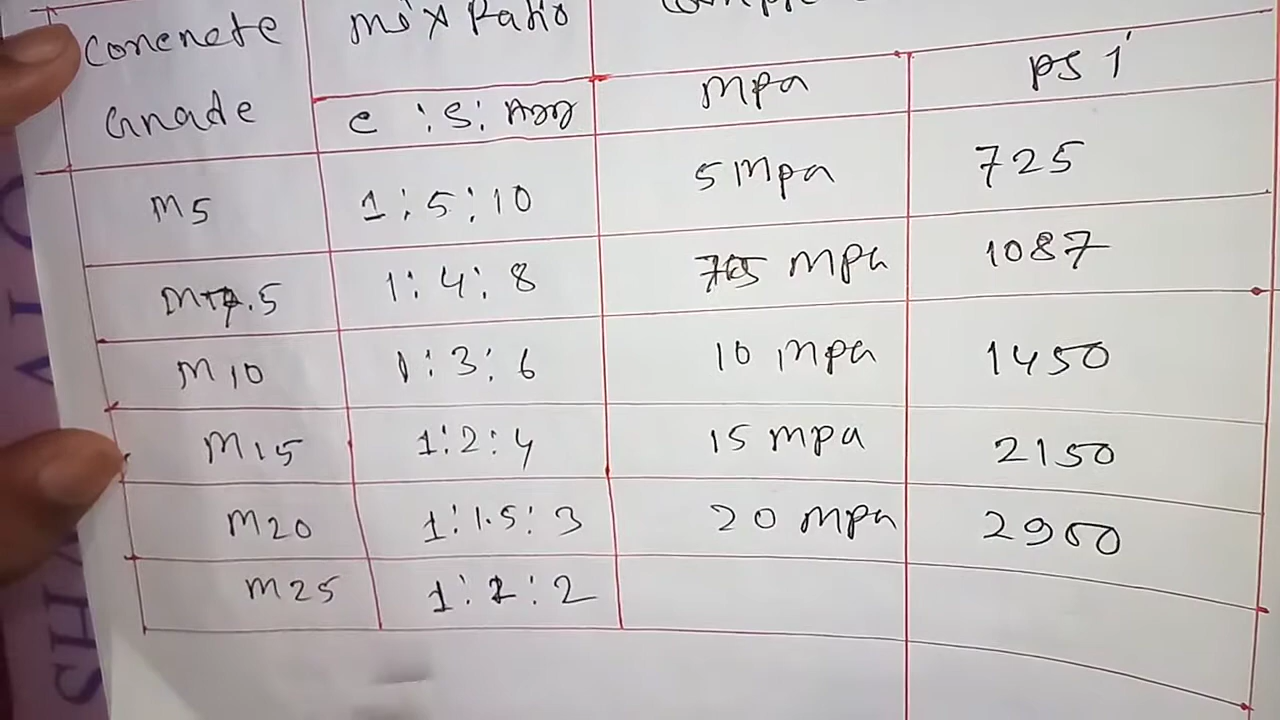 concrete mix Ratio
Grade c : S : Agg mpa psi
M5 1:5:10 5 Mpa 725
M7.5 1:4:8 7.5 Mpa 1087
M10 1:3:6 10 mpa 1450
M15 1:2:4 15 mpa 2150
M20 1:1.5:3 20 mpa 2900
M25 1:1:2